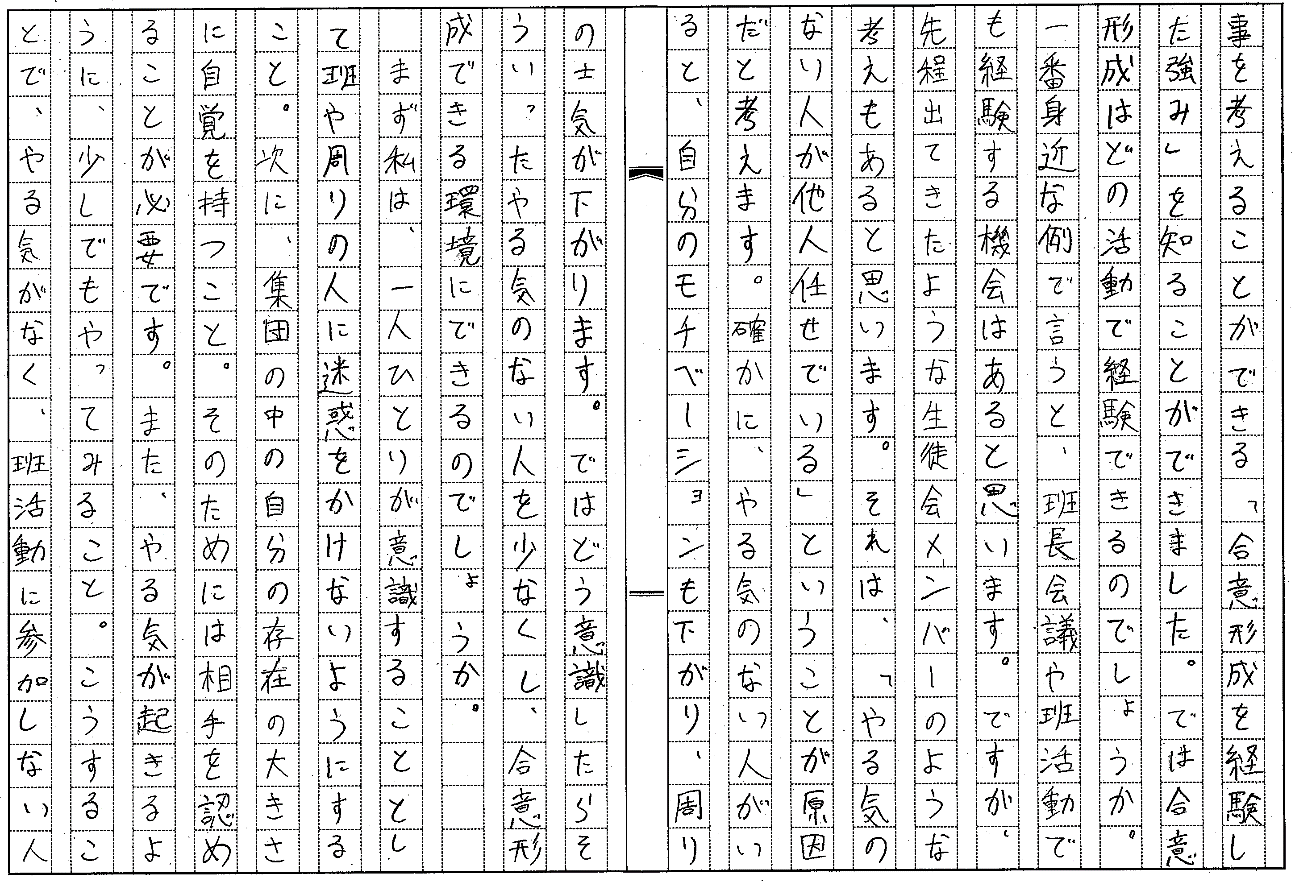 事を考えることができる「合意形成を経験し
た強み」を知ることができました。では合意
形成はどの活動で経験できるのでしょうか。
一番身近な例で言うと、班長会議や班活動で
も経験する機会はあると思います。ですが、
先程出てきたような生徒会メンバーのような
考えもあると思います。それは、「やる気の
ない人が他人任せでいる」ということが原因
だと考えます。確かに、やる気のない人がい
ると、自分のモチベーションも下がり、周り
の士気が下がります。ではどう意識したらそ
ういったやる気のない人を少なくし、合意形
成できる環境にできるのでしょうか。
まず私は、一人ひとりが意識することとし
て班や周りの人に迷惑をかけないようにする
こと。次に、集団の中の自分の存在の大きさ
に自覚を持つこと。そのためには相手を認め
ることが必要です。また、やる気が起きるよ
うに、少しでもやってみること。こうするこ
とで、やる気がなく、班活動に参加しない人